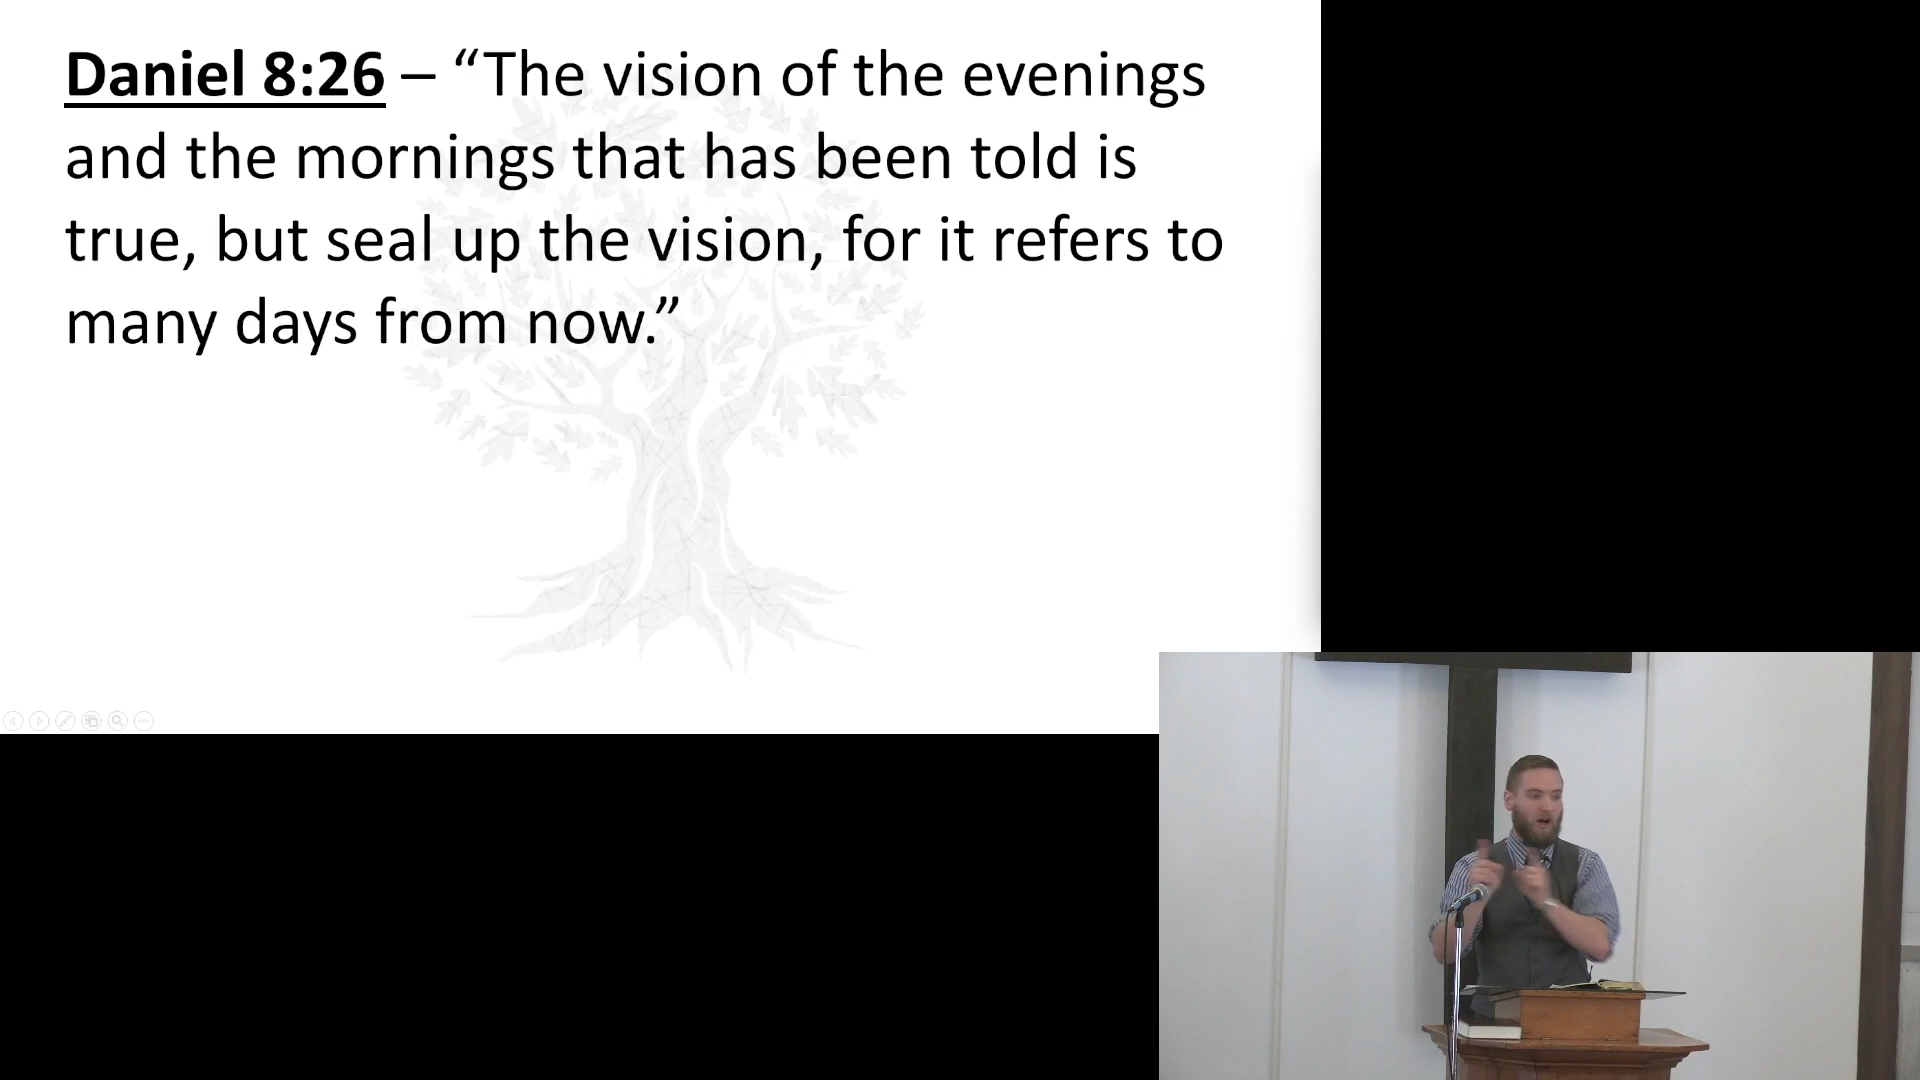 Daniel 8:26 – “The vision of the evenings
and the mornings that has been told is
true, but seal up the vision, for it refers to
many days from now.”